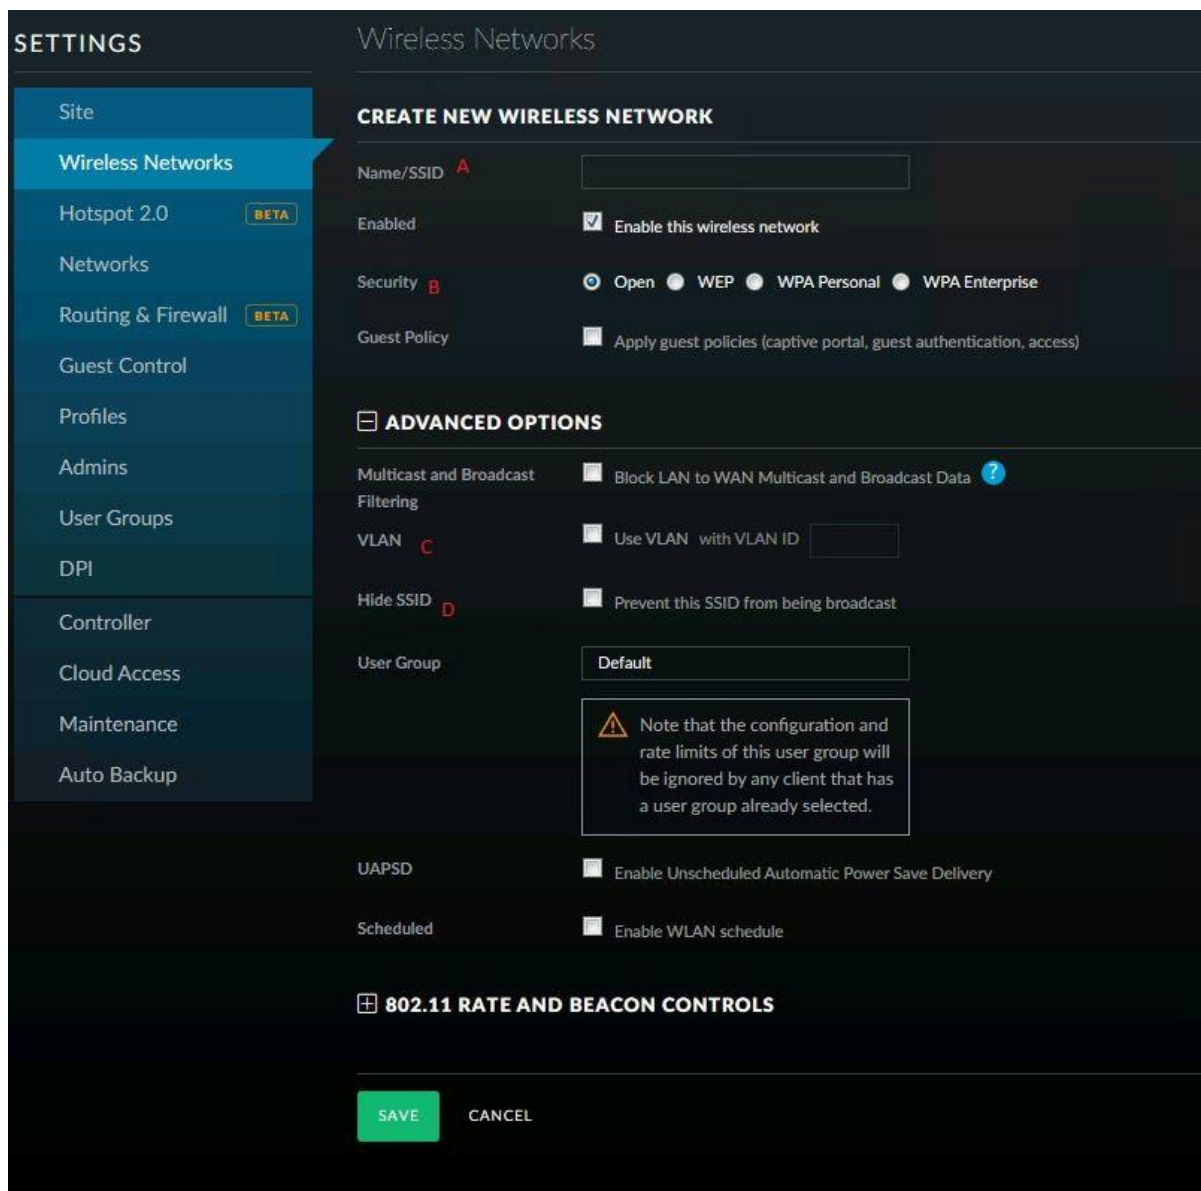 SETTINGS
Site
Wireless Networks
Hotspot 2.0 BETA
Networks
Routing & Firewall BETA
Guest Control
Profiles
Admins
User Groups
DPI
Controller
Cloud Access
Maintenance
Auto Backup
Wireless Networks
CREATE NEW WIRELESS NETWORK
Name/SSID A
Enabled Enable this wireless network
Security B Open WEP WPA Personal WPA Enterprise
Guest Policy Apply guest policies (captive portal, guest authentication, access)
ADVANCED OPTIONS
Multicast and Broadcast Block LAN to WAN Multicast and Broadcast Data ?
Filtering
VLAN C Use VLAN with VLAN ID
Hide SSID D Prevent this SSID from being broadcast
User Group Default
Note that the configuration and
rate limits of this user group will
be ignored by any client that has
a user group already selected.
UAPSD Enable Unscheduled Automatic Power Save Delivery
Scheduled Enable WLAN schedule
802.11 RATE AND BEACON CONTROLS
SAVE CANCEL